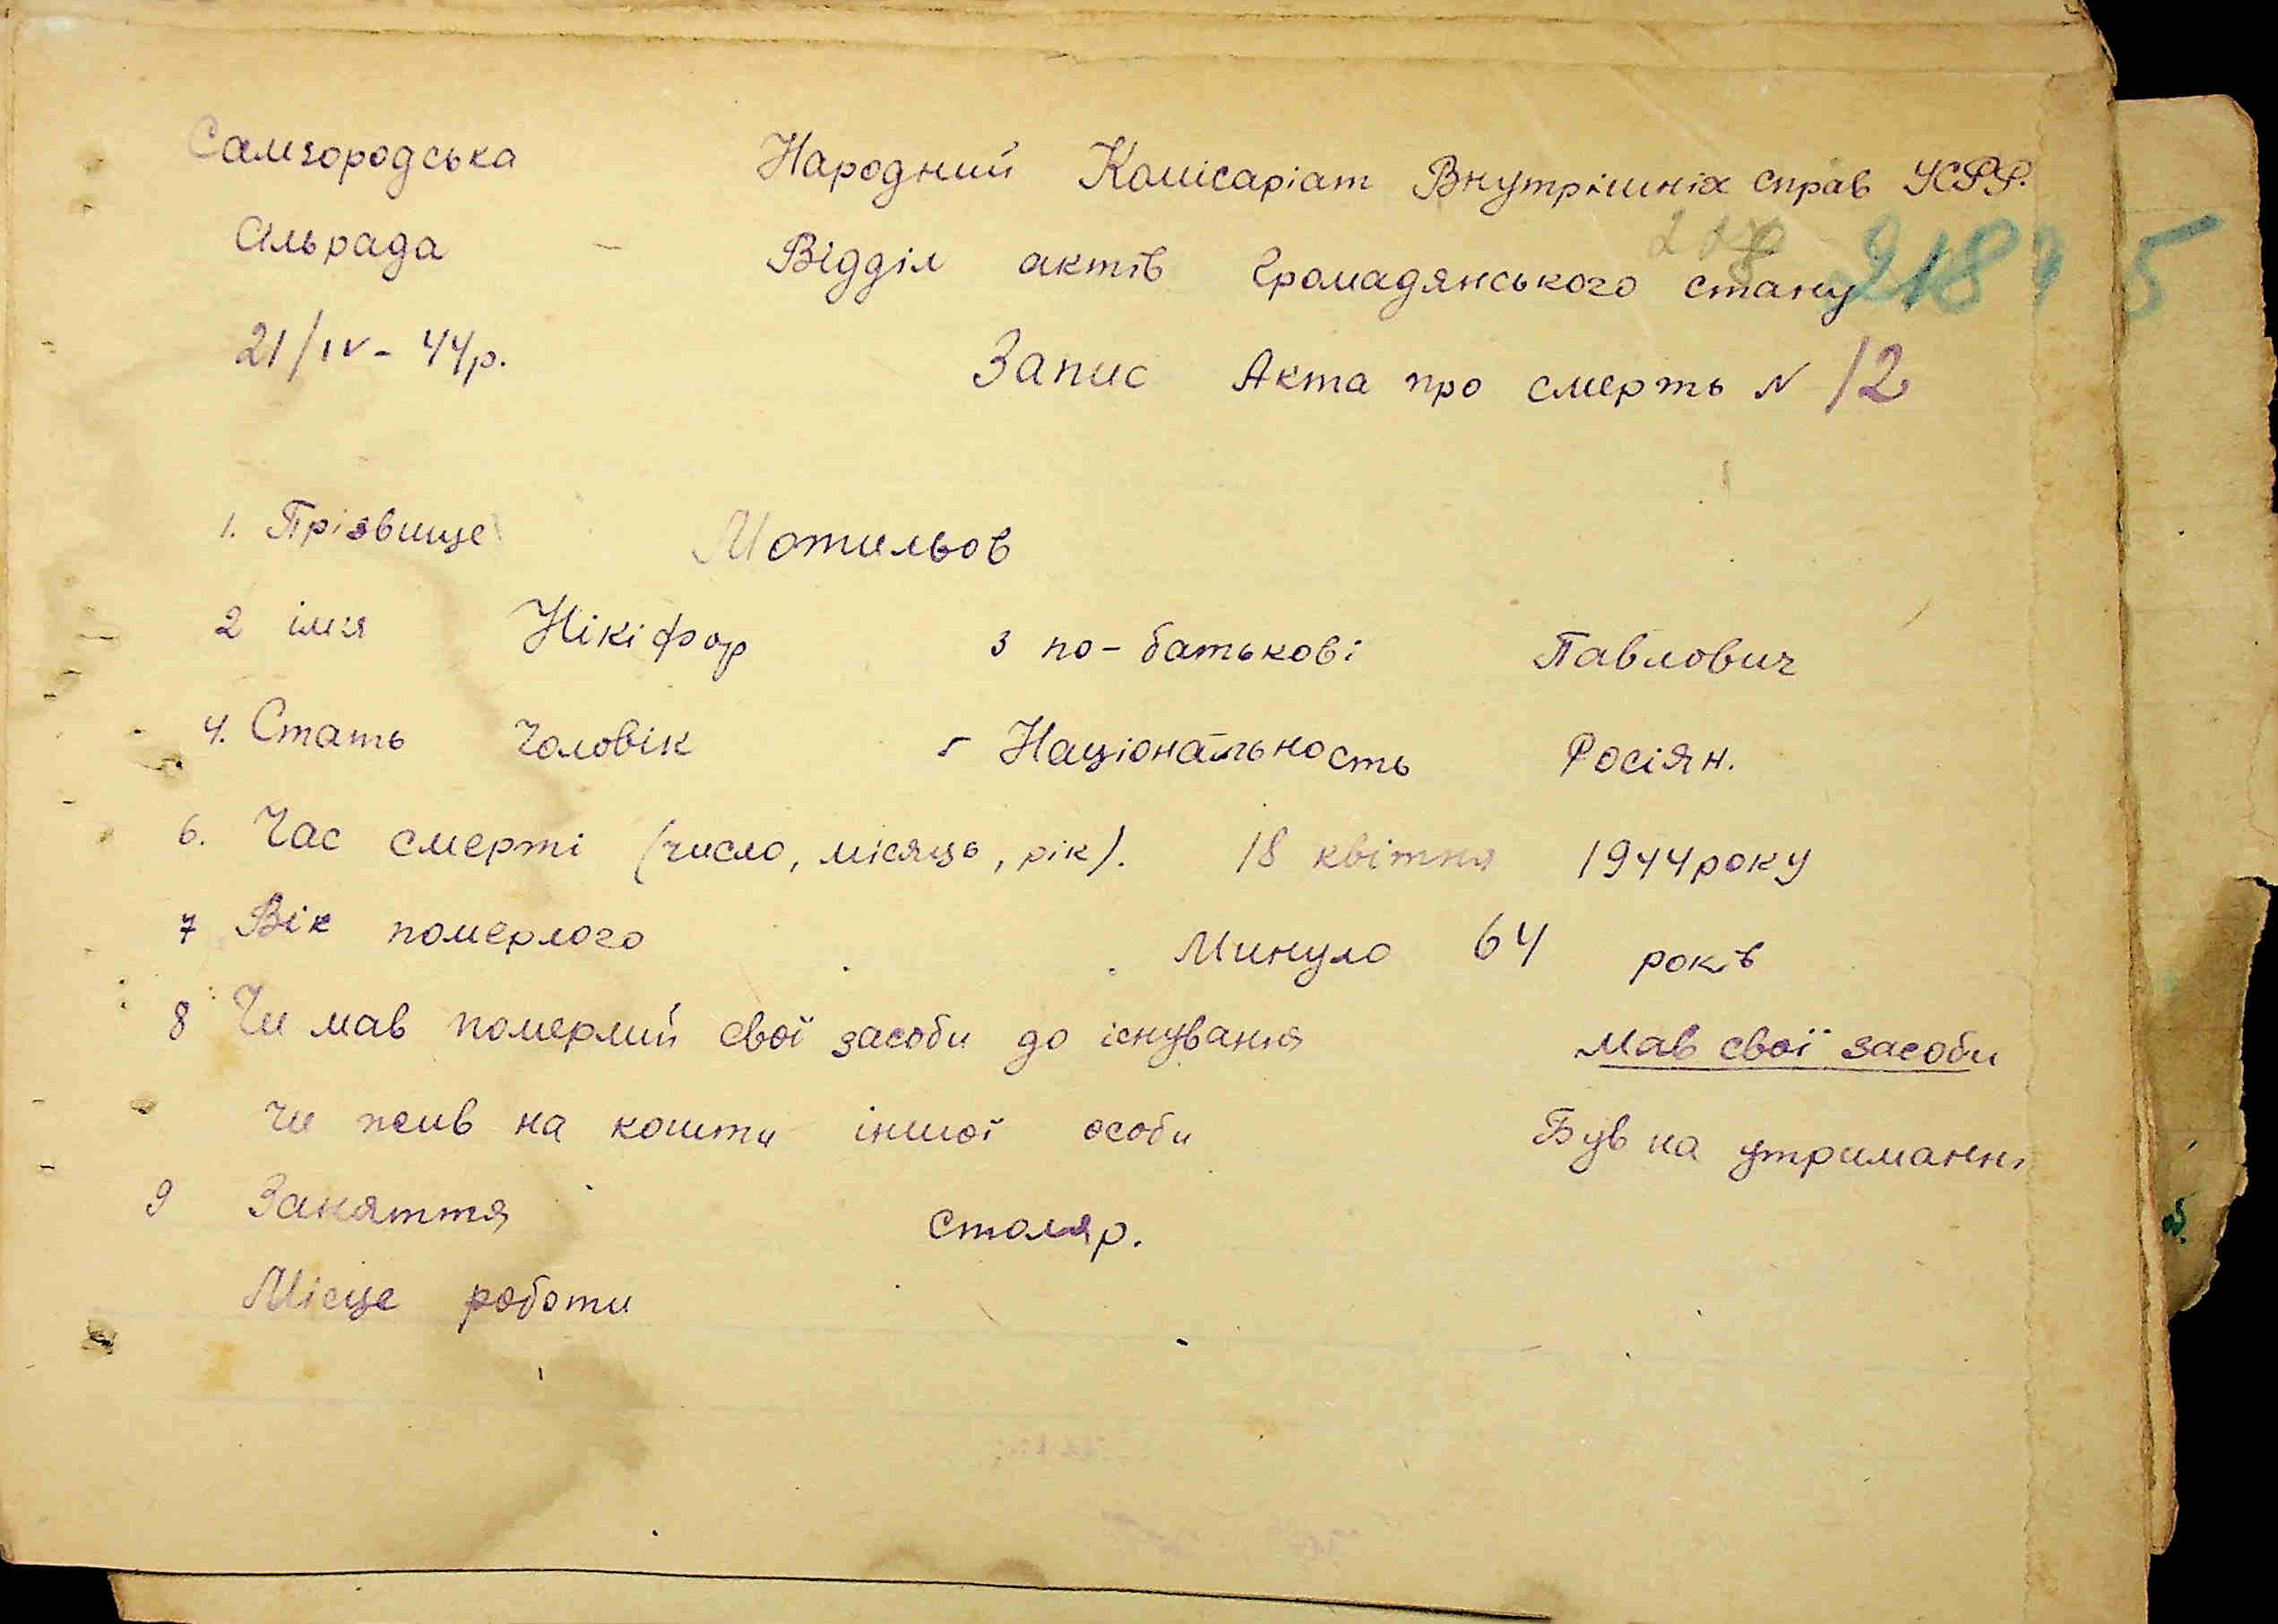 Самгородська Народний Комісаріат Внутрішніх справ УСРР.
Сільрада Відділ актів Громадянського стану 218
21/IV - 44р. Запис Акта про смерть N 12
1. Прізвище Мотильов
2 імя Нікіфор 3 по-батькові Павлович
4. Стать Чоловік 5 Національность Росіян.
6. Час смерті (число, місяць, рік). 18 квітня 1944 року
7 Вік померлого Минуло 64 років
8 Чи мав померлий свої засоби до існування мав свої засоби
чи жив на кошти іншої особи Був на утриманні
9 Заняття столяр.
Місце роботи